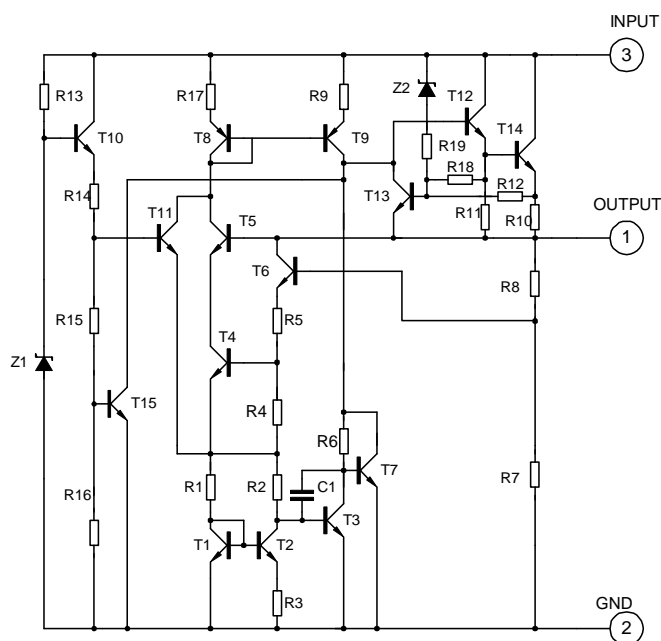 INPUT
3
R13
R17
R9
Z2
T12
T10
T8
T9
T14
R19
R18
R12
R14
T13
T11
T5
R11
R10
OUTPUT
1
T6
R8
R15
R5
Z1
T4
T15
R4
R6
T7
R7
R16
R1
R2
C1
T3
T1
T2
R3
GND
2